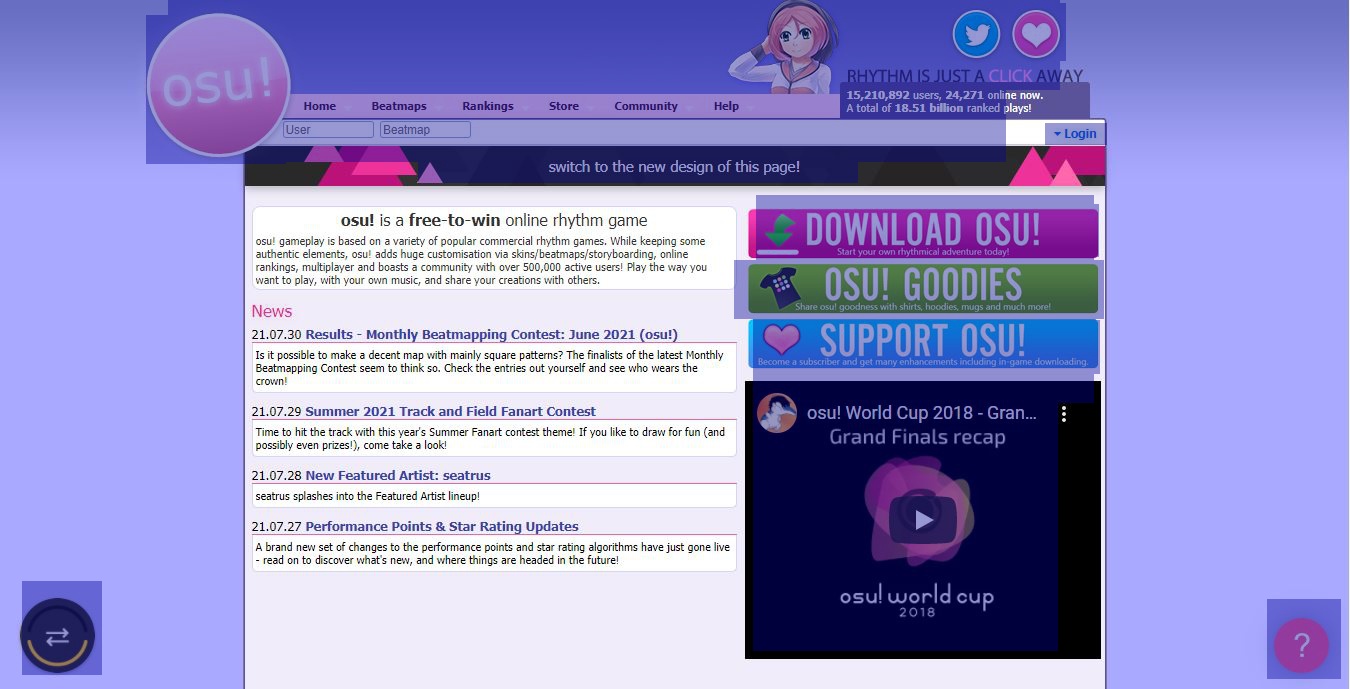 osu!
RHYTHM IS JUST A CLICK AWAY
15,210,892 users, 24,271 online now.
A total of 18.51 billion ranked plays!
Home
Beatmaps
Rankings
Store
Community
Help
User
Beatmap
Login
switch to the new design of this page!
osu! is a free-to-win online rhythm game
osu! gameplay is based on a variety of popular commercial rhythm games. While keeping some
authentic elements, osu! adds huge customisation via skins/beatmaps/storyboarding, online
rankings, multiplayer and boasts a community with over 500,000 active users! Play the way you
want to play, with your own music, and share your creations with others.
News
21.07.30 Results - Monthly Beatmapping Contest: June 2021 (osu!)
Is it possible to make a decent map with mainly square patterns? The finalists of the latest Monthly
Beatmapping Contest seem to think so. Check the entries out yourself and see who wears the
crown!
21.07.29 Summer 2021 Track and Field Fanart Contest
Time to hit the track with this year's Summer Fanart contest theme! If you like to draw for fun (and
possibly even prizes!), come take a look!
21.07.28 New Featured Artist: seatrus
seatrus splashes into the Featured Artist lineup!
21.07.27 Performance Points & Star Rating Updates
A brand new set of changes to the performance points and star rating algorithms have just gone live
- read on to discover what's new, and where things are headed in the future!
DOWNLOAD OSU!
Start your own rhythmical adventure today!
OSU! GOODIES
Share osu! goodness with shirts, hoodies, mugs and much more!
SUPPORT OSU!
Become a subscriber and get many enhancements including in-game downloading.
osu! World Cup 2018 - Gran...
Grand Finals recap
osu! world cup
2018
?